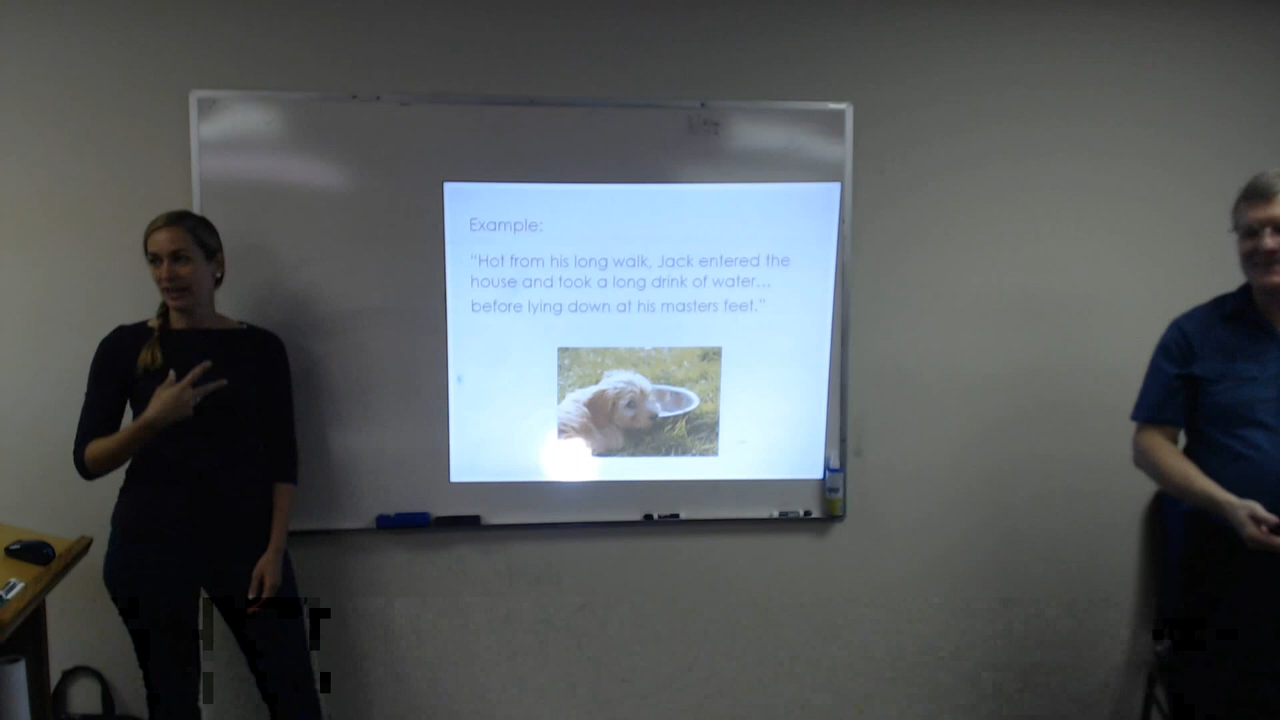 Example:
"Hot from his long walk, Jack entered the
house and took a long drink of water...
before lying down at his masters feet."